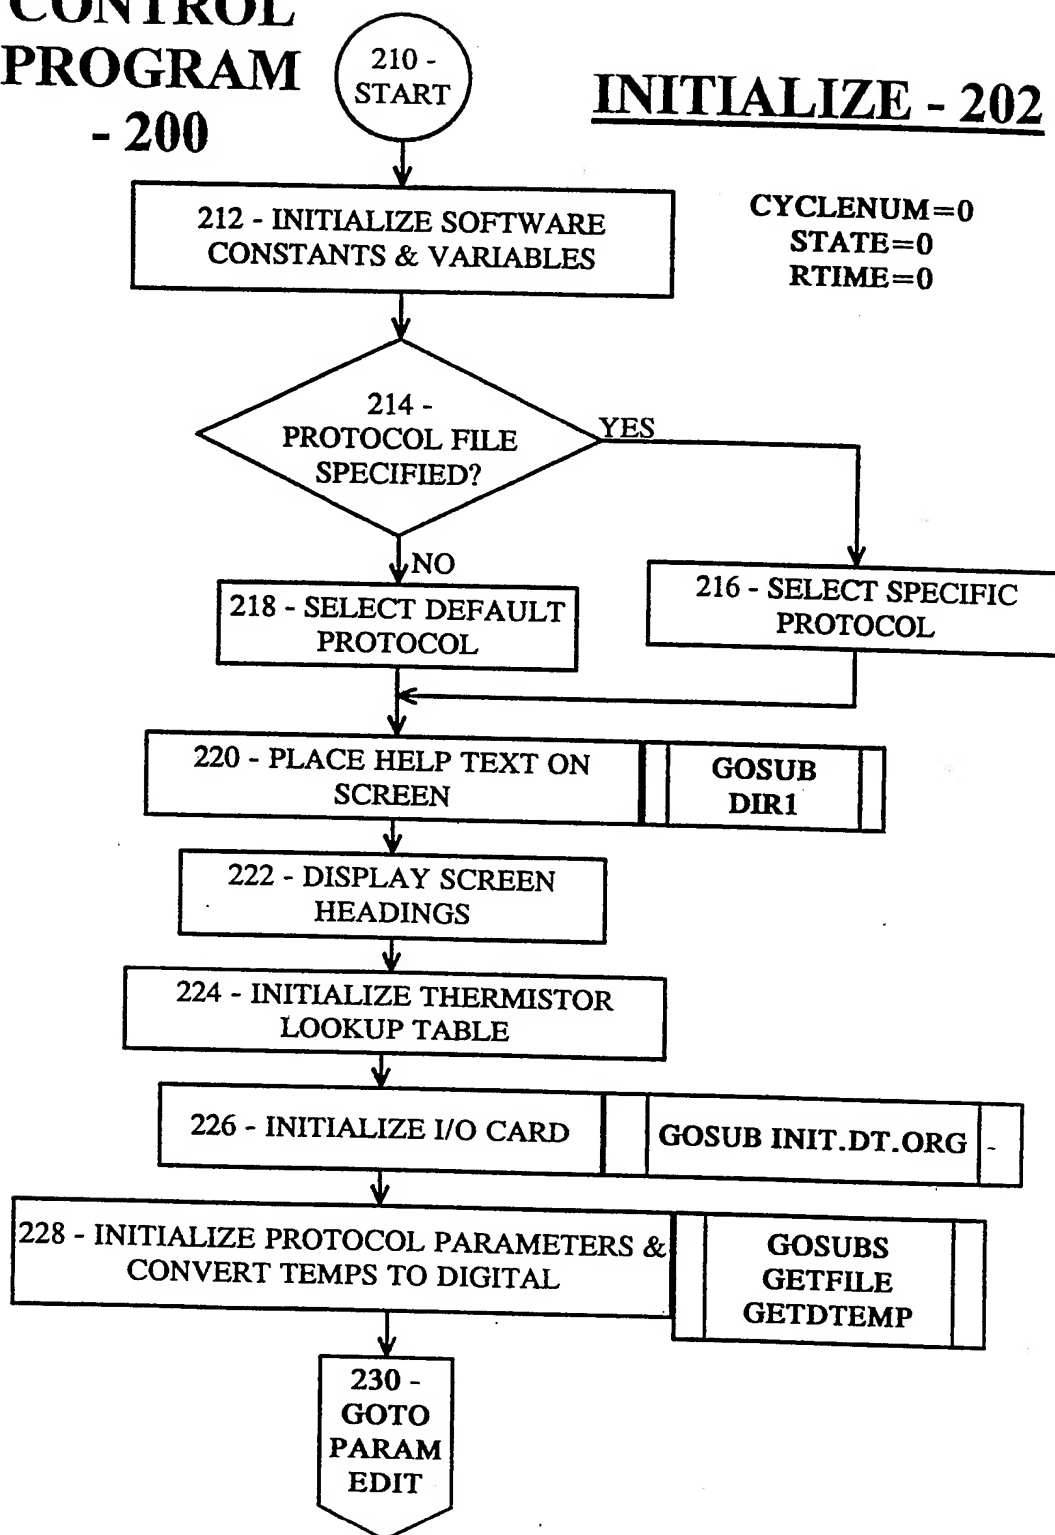 CONTROL
PROGRAM
- 200
210 -
START
INITIALIZE - 202
212 - INITIALIZE SOFTWARE
CONSTANTS & VARIABLES
CYCLENUM=0
STATE=0
RTIME=0
214 -
PROTOCOL FILE
SPECIFIED?
YES
NO
218 - SELECT DEFAULT
PROTOCOL
216 - SELECT SPECIFIC
PROTOCOL
220 - PLACE HELP TEXT ON
SCREEN
GOSUB
DIR1
222 - DISPLAY SCREEN
HEADINGS
224 - INITIALIZE THERMISTOR
LOOKUP TABLE
226 - INITIALIZE I/O CARD
GOSUB INIT.DT.ORG
-
228 - INITIALIZE PROTOCOL PARAMETERS &
CONVERT TEMPS TO DIGITAL
GOSUBS
GETFILE
GETDTEMP
230 -
GOTO
PARAM
EDIT